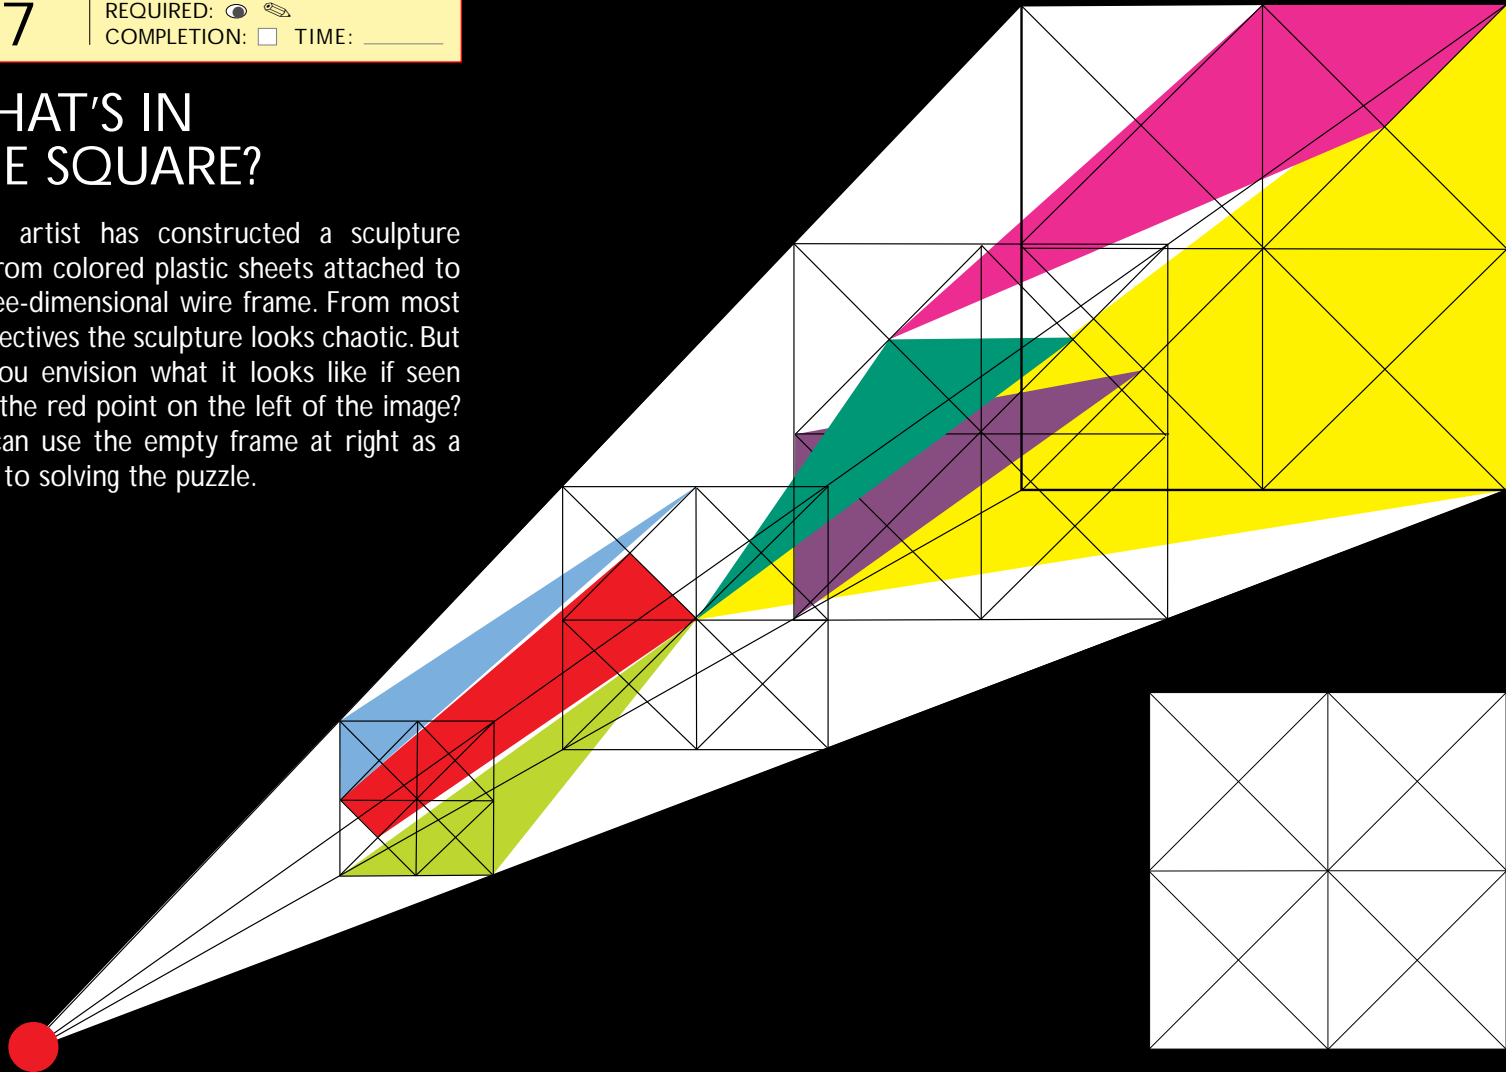 7
REQUIRED:
COMPLETION: TIME:
HAT'S IN
E SQUARE?
artist has constructed a sculpture
rom colored plastic sheets attached to
ee-dimensional wire frame. From most
ectives the sculpture looks chaotic. But
ou envision what it looks like if seen
the red point on the left of the image?
can use the empty frame at right as a
to solving the puzzle.